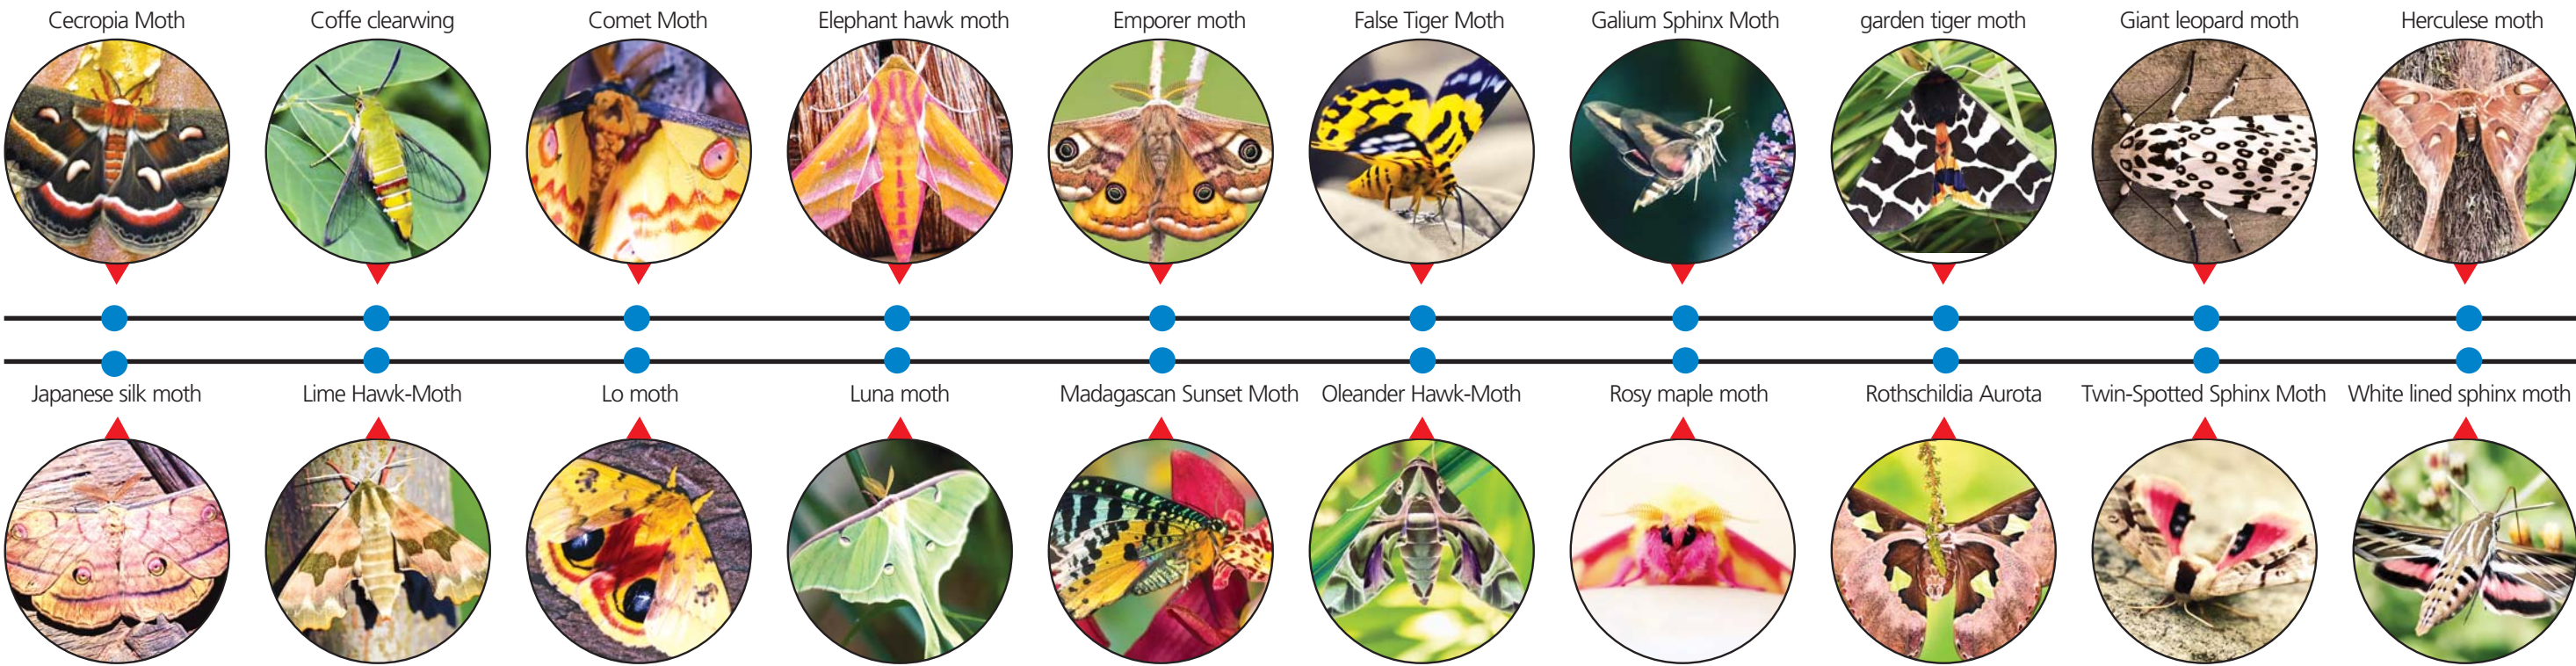 Cecropia Moth
Coffe clearwing
Comet Moth
Elephant hawk moth
Emporer moth
False Tiger Moth
Galium Sphinx Moth
garden tiger moth
Giant leopard moth
Herculese moth
Japanese silk moth
Lime Hawk-Moth
Lo moth
Luna moth
Madagascan Sunset Moth
Oleander Hawk-Moth
Rosy maple moth
Rothschildia Aurota
Twin-Spotted Sphinx Moth
White lined sphinx moth